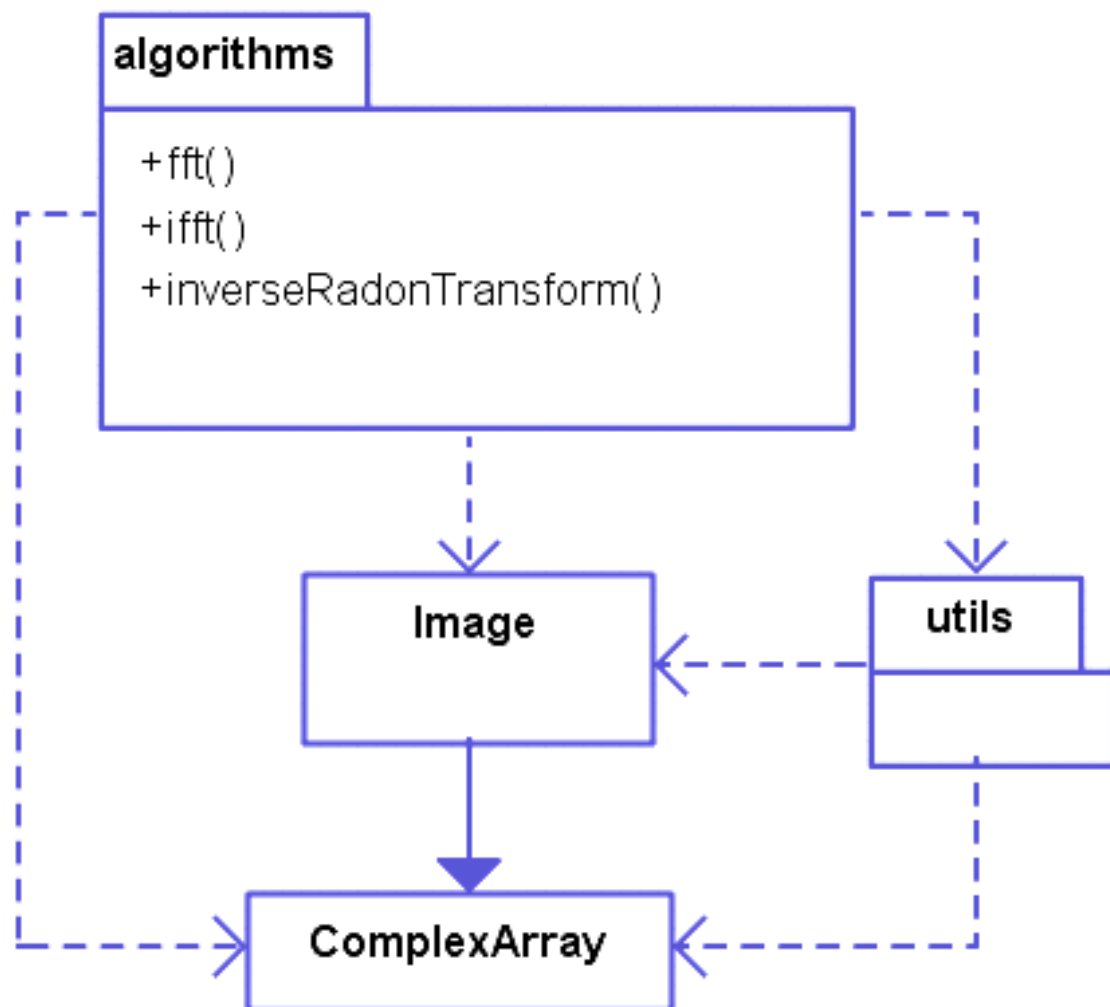 algorithms
+fft()
+ifft()
+inverseRadonTransform()
Image
utils
ComplexArray